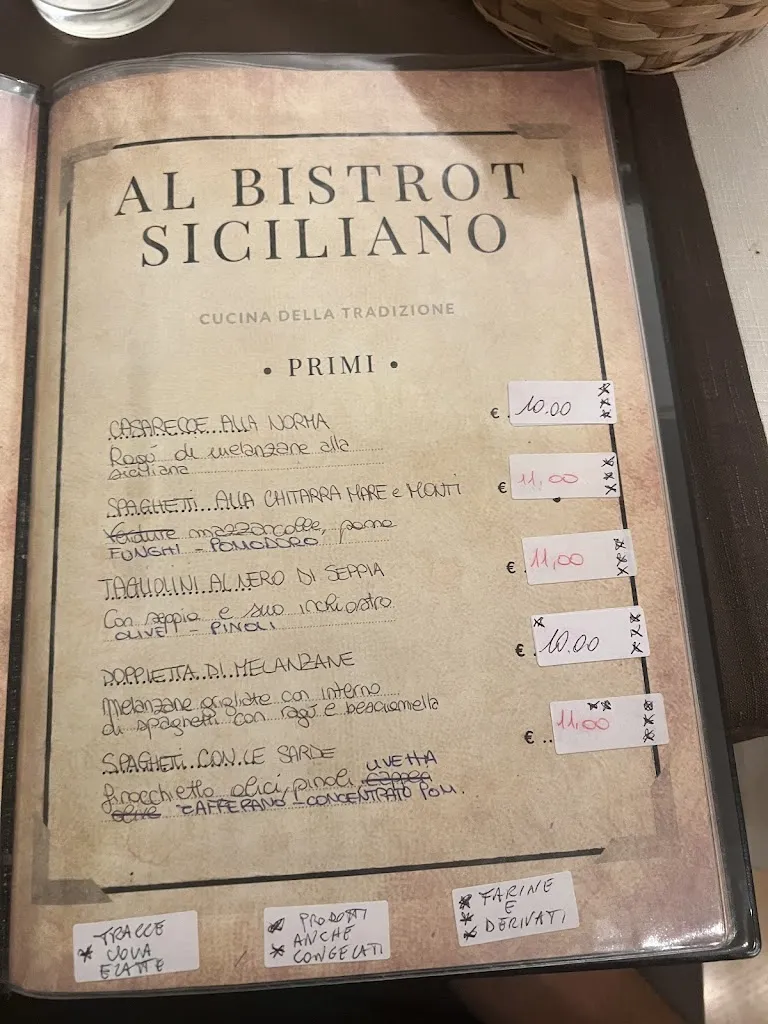 AL BISTROT
SICILIANO
CUCINA DELLA TRADIZIONE
• PRIMI •
CASARECCE ALLA NORMA € 10.00 ***
Ragù di melanzane alla
siciliana
SPAGHETTI ALLA CHITARRA MARE e MONTI € 11,00 ***
Verdure mazzancolle, panna
FUNGHI - POMODORO
TAGLIOLINI AL NERO DI SEPPIA € 11,00 ***
Con seppia e suo inchiostro
OLIVE - PINOLI
DOPPIETTA DI MELANZANE € 10.00 * ***
Melanzane grigliate con interno
di spaghetti con ragù e besciamella
SPAGHETI CON LE SARDE € 11,00 ** ***
finocchietto alici, pinoli cappea UVETTA
olive ZAFFERANO - CONCENTRATO POM.
* TRACCE
UOVA
E LATTE
** PRODOTTI
ANCHE
CONGELATI
*** FARINE
E
DERIVATI